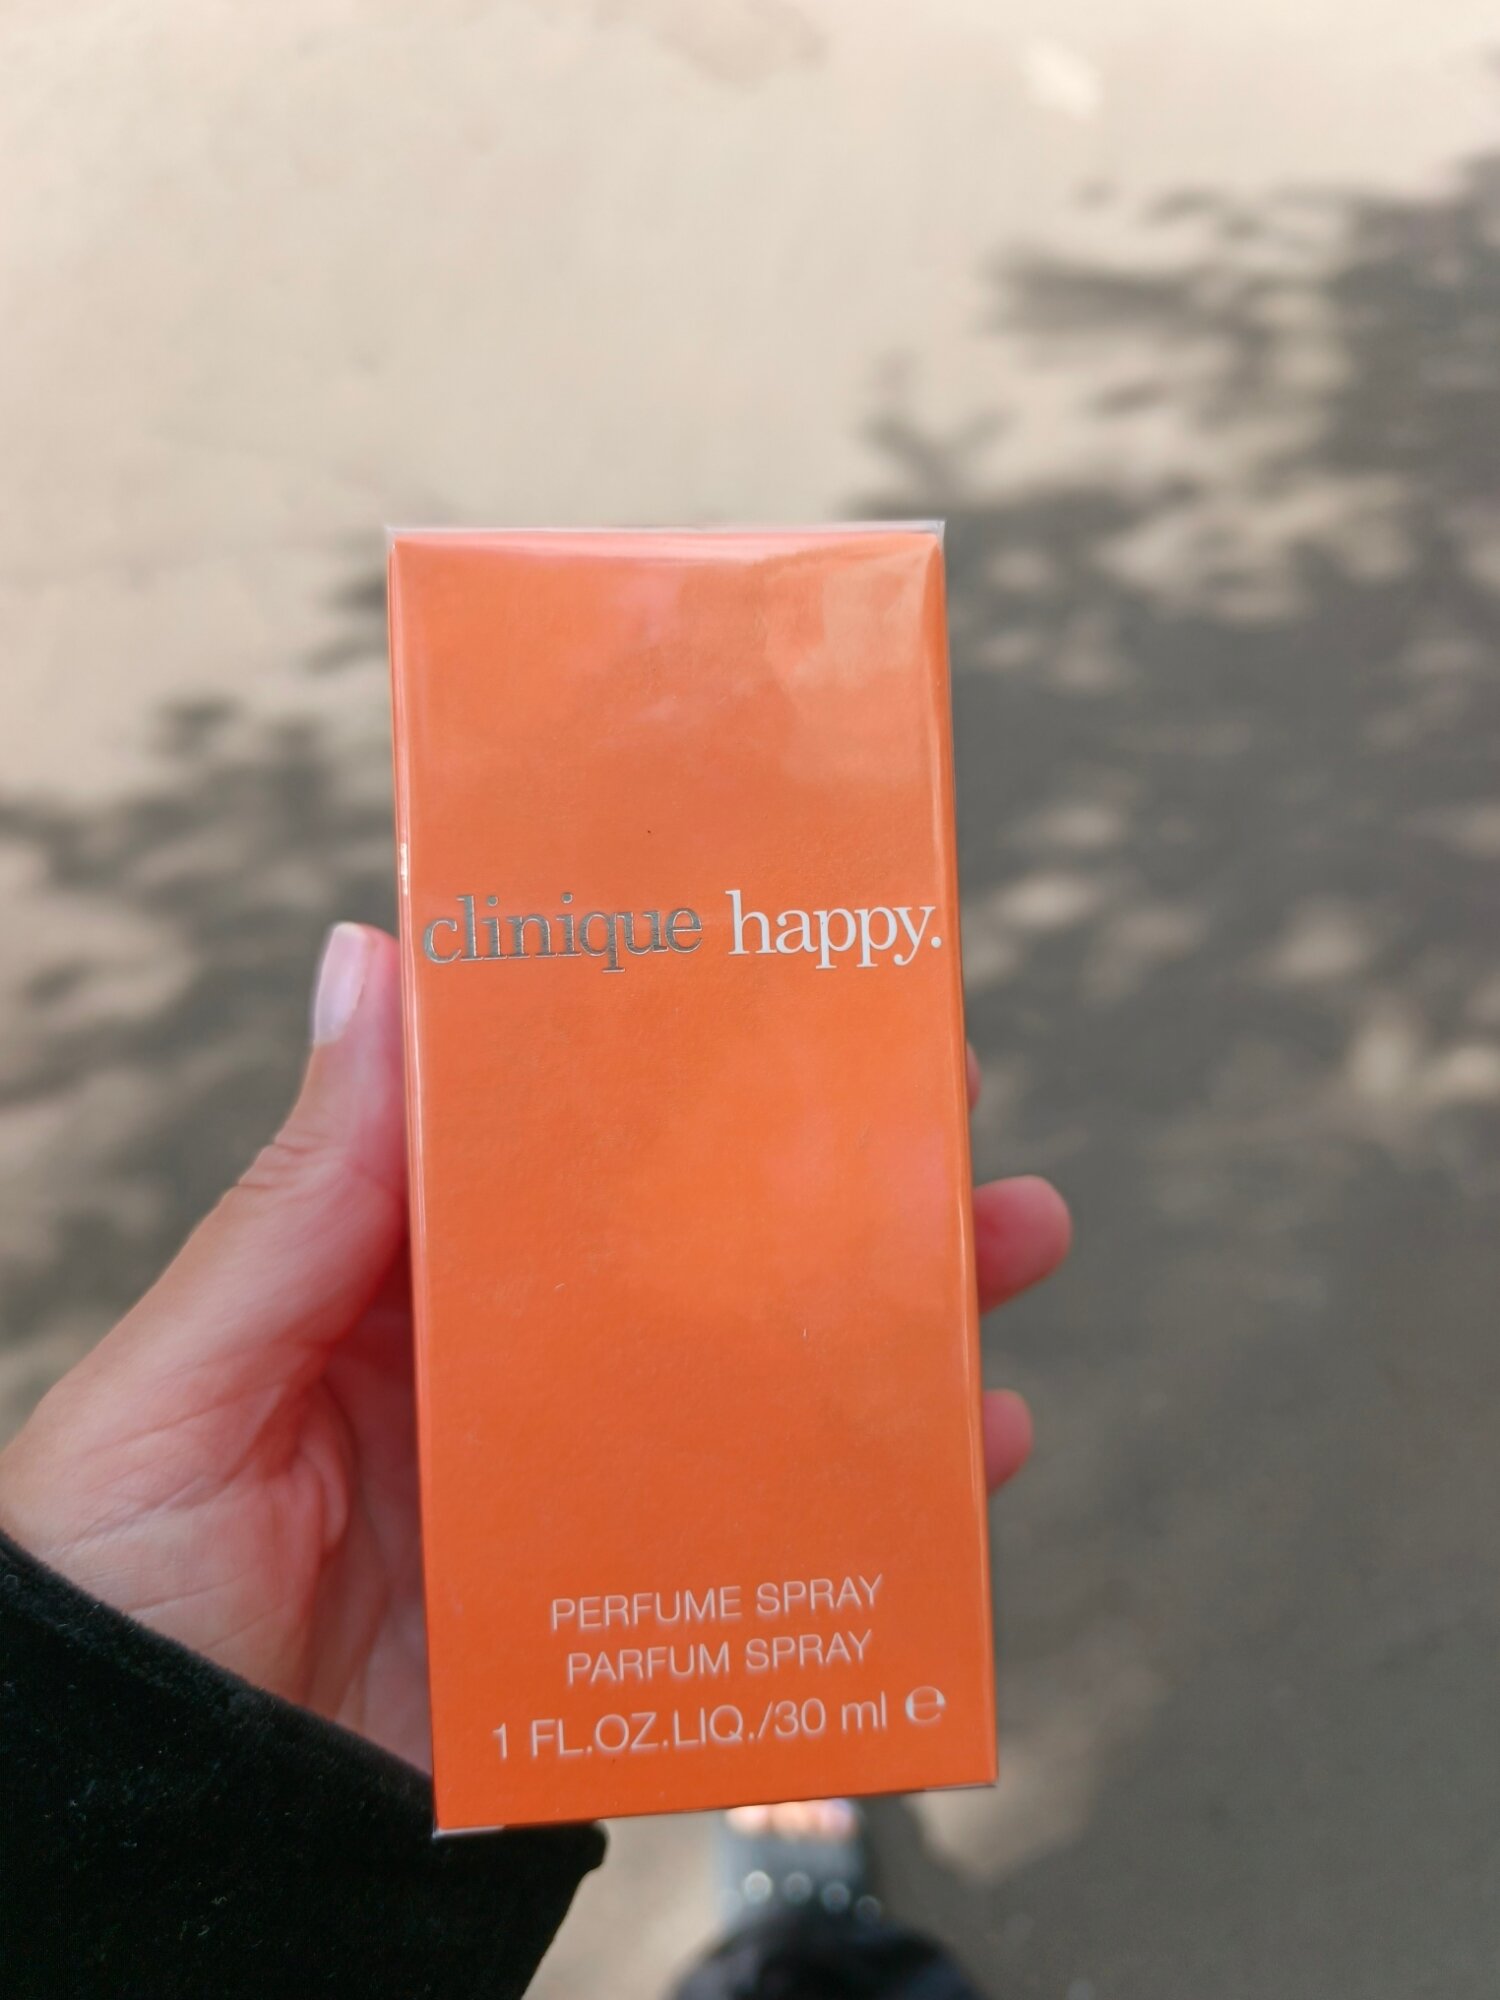 clinique happy.
PERFUME SPRAY
PARFUM SPRAY
1 FL.OZ.LIQ./30 ml ℮